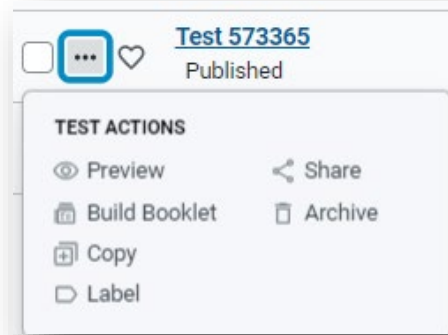 Test 573365
Published
TEST ACTIONS
Preview
Share
Build Booklet
Archive
Copy
Label